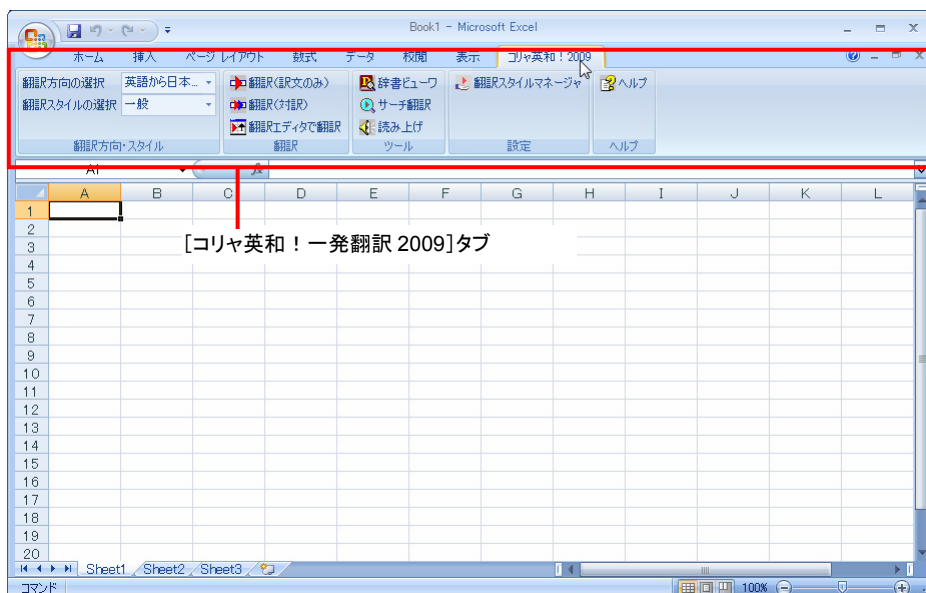 Book1 - Microsoft Excel
ホーム 挿入 ページ レイアウト 数式 データ 校閲 表示 コリャ英和！2009
翻訳方向の選択 英語から日本... 翻訳(訳文のみ) 辞書ビューワ 翻訳スタイルマネージャ ヘルプ
翻訳スタイルの選択 一般 翻訳(対訳) サーチ翻訳
翻訳エディタで翻訳 読み上げ
翻訳方向・スタイル 翻訳 ツール 設定 ヘルプ
A1 fx
A B C D E F G H I J K L
1
2
[コリャ英和！一発翻訳 2009]タブ
3
4
5
6
7
8
9
10
11
12
13
14
15
16
17
18
19
20
Sheet1 Sheet2 Sheet3
コマンド 100%